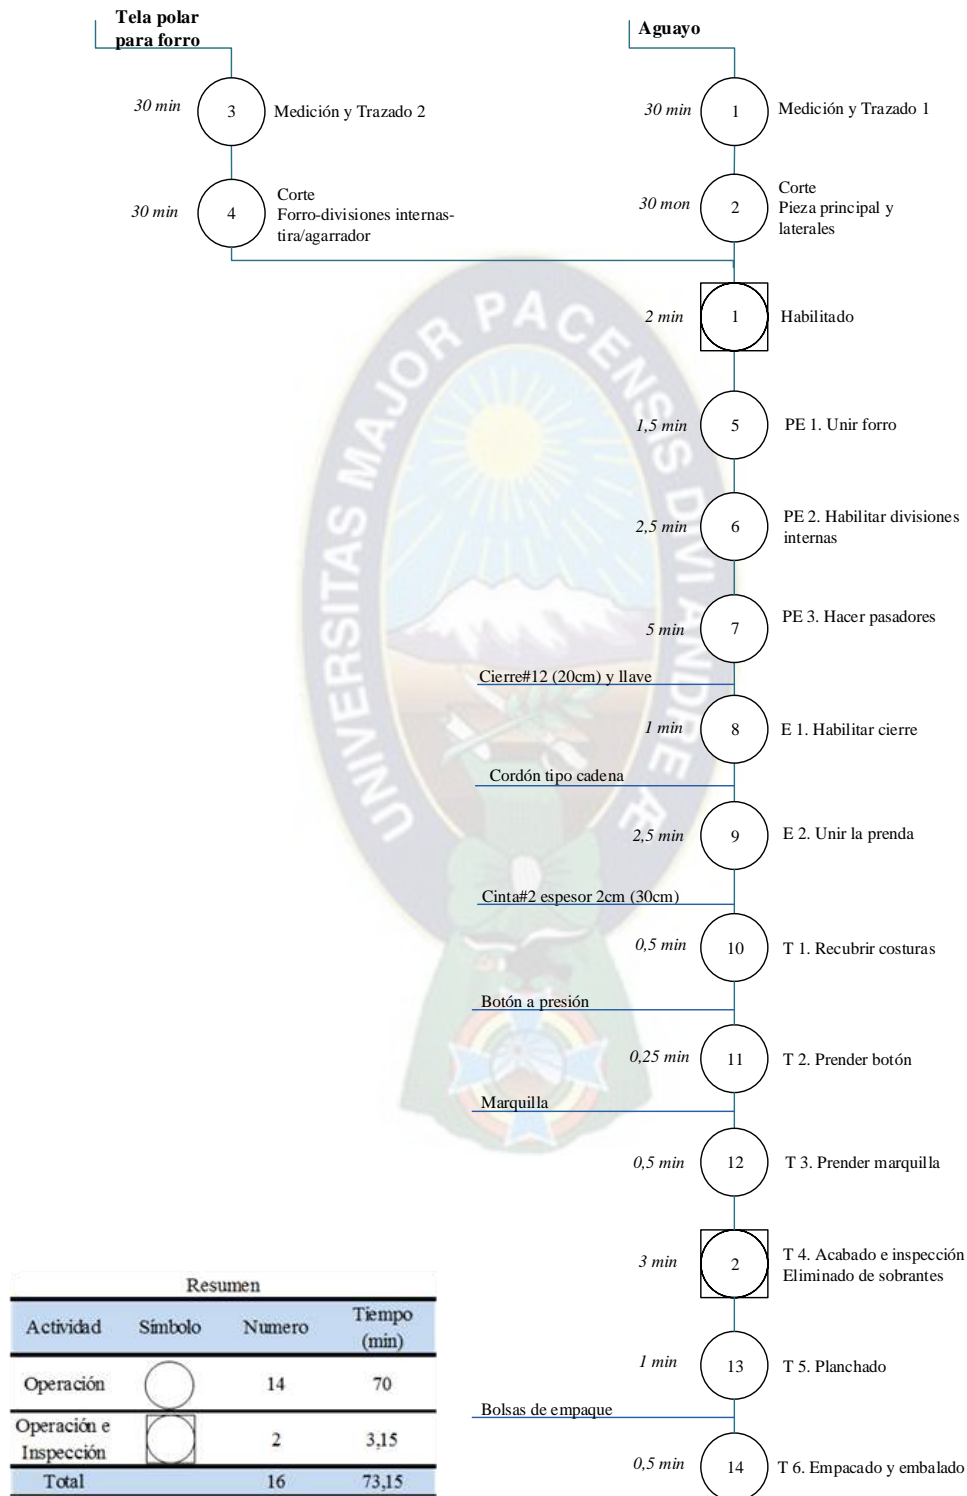 Tela polar
para forro
Aguayo
30 min
3
Medición y Trazado 2
30 min
1
Medición y Trazado 1
30 min
4
Corte
Forro-divisiones internas-
tira/agarrador
30 mon
2
Corte
Pieza principal y
laterales
2 min
1
Habilitado
1,5 min
5
PE 1. Unir forro
2,5 min
6
PE 2. Habilitar divisiones
internas
5 min
7
PE 3. Hacer pasadores
Cierre#12 (20cm) y llave
1 min
8
E 1. Habilitar cierre
Cordón tipo cadena
2,5 min
9
E 2. Unir la prenda
Cinta#2 espesor 2cm (30cm)
0,5 min
10
T 1. Recubrir costuras
Botón a presión
0,25 min
11
T 2. Prender botón
Marquilla
0,5 min
12
T 3. Prender marquilla
3 min
2
T 4. Acabado e inspección
Eliminado de sobrantes
1 min
13
T 5. Planchado
Bolsas de empaque
0,5 min
14
T 6. Empacado y embalado
Resumen
Actividad Símbolo Numero Tiempo
(min)
Operación 14 70
Operación e
Inspección 2 3,15
Total 16 73,15
UNIVERSITAS MAJOR PACENSIS DIVI ANDRE Æ